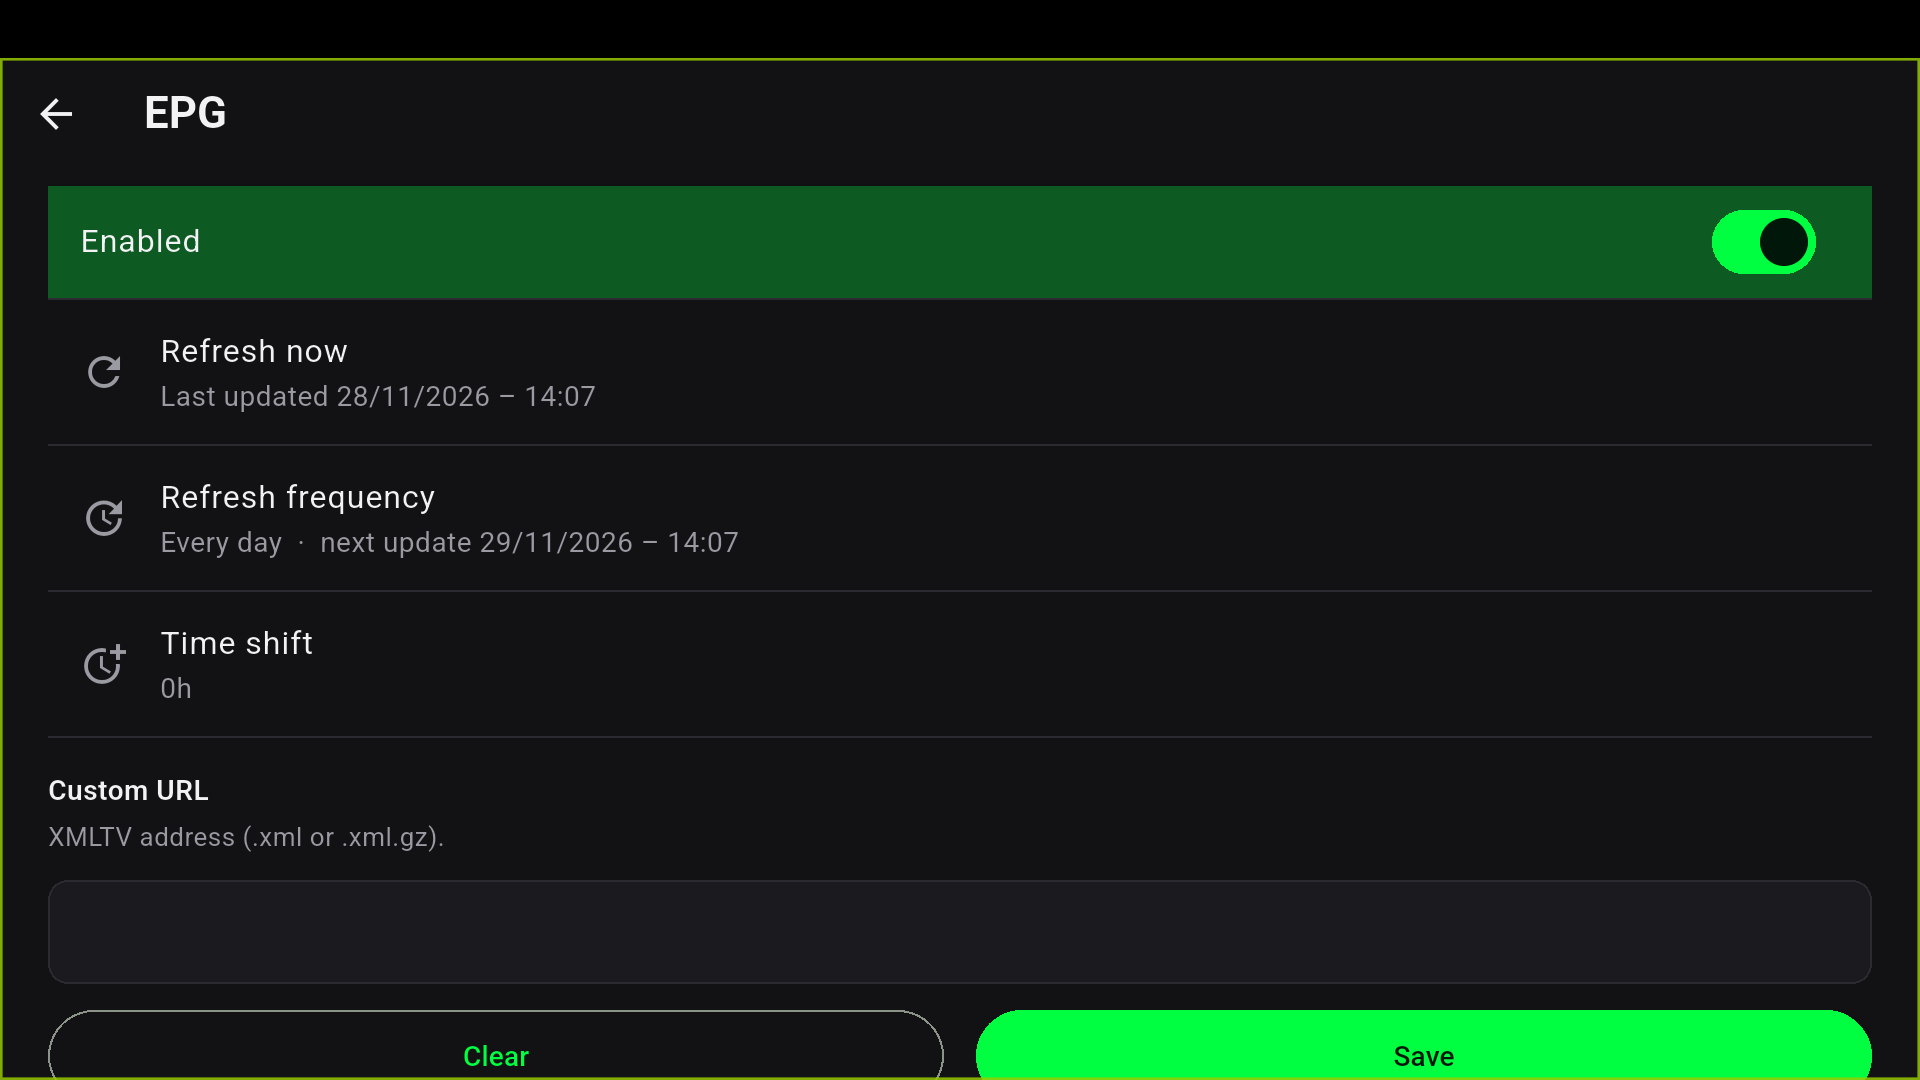 EPG
Enabled
Refresh now
Last updated 28/11/2026 – 14:07
Refresh frequency
Every day · next update 29/11/2026 – 14:07
Time shift
0h
Custom URL
XMLTV address (.xml or .xml.gz).
Clear
Save